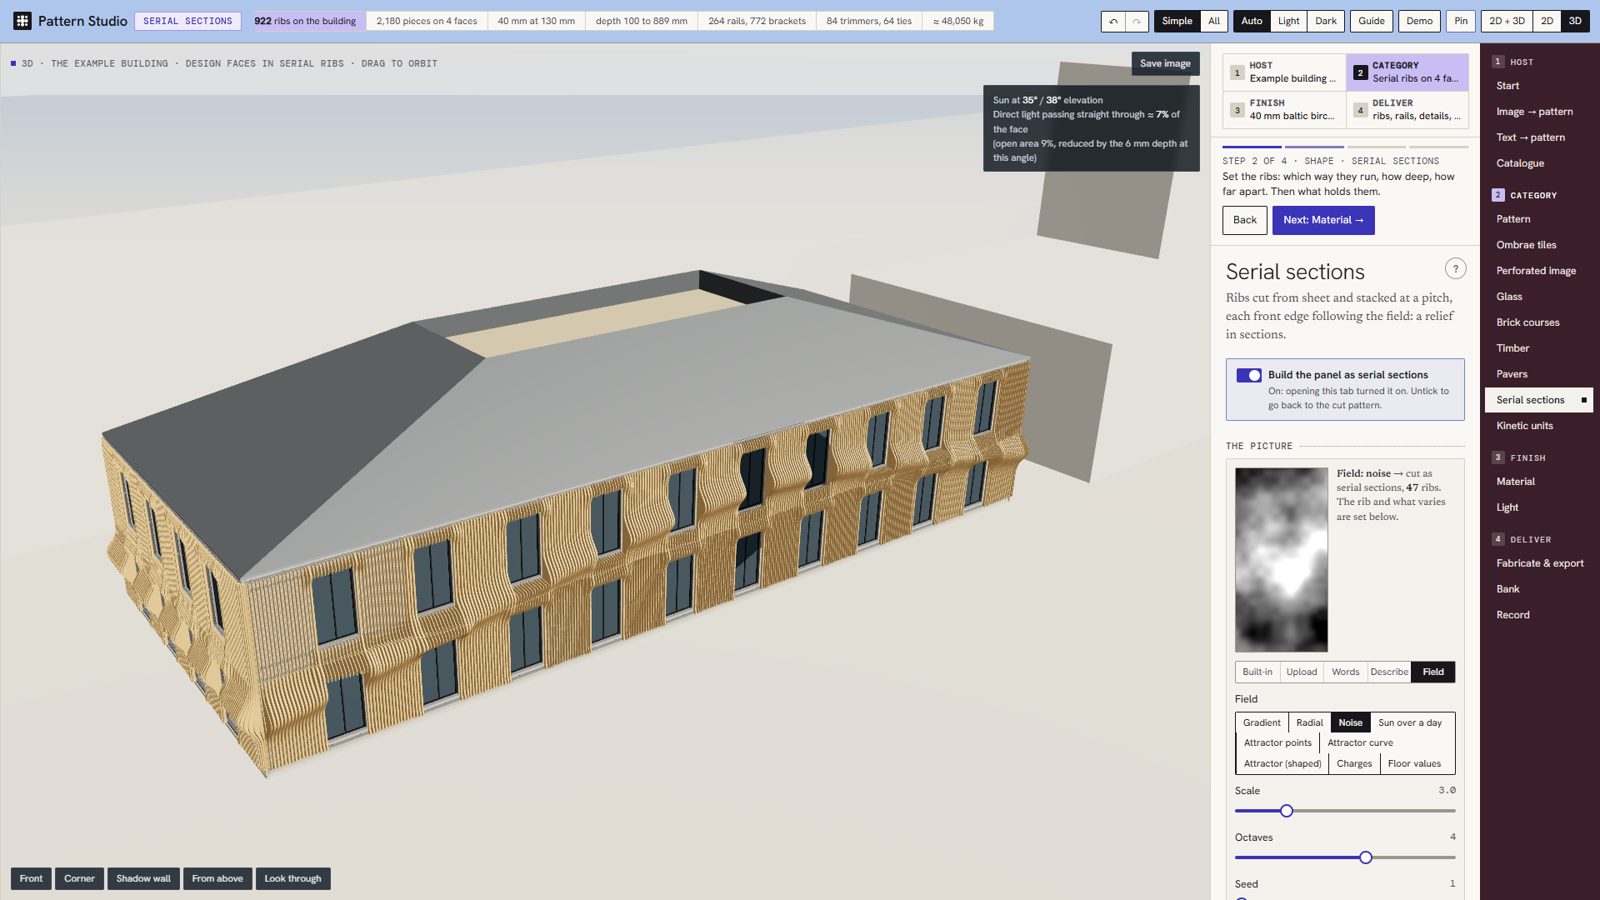 Pattern Studio
SERIAL SECTIONS
922 ribs on the building
2,180 pieces on 4 faces
40 mm at 130 mm
depth 100 to 889 mm
264 rails, 772 brackets
84 trimmers, 64 ties
≈ 48,050 kg
Simple
All
Auto
Light
Dark
Guide
Demo
Pin
2D + 3D
2D
3D
3D · THE EXAMPLE BUILDING · DESIGN FACES IN SERIAL RIBS · DRAG TO ORBIT
Save image
Sun at 35° / 38° elevation
Direct light passing straight through ≈ 7% of
the face
(open area 9%, reduced by the 6 mm depth at
this angle)
Front
Corner
Shadow wall
From above
Look through
1
HOST
Example building ...
2
CATEGORY
Serial ribs on 4 fa...
3
FINISH
40 mm baltic birc...
4
DELIVER
ribs, rails, details, ...
STEP 2 OF 4 · SHAPE · SERIAL SECTIONS
Set the ribs: which way they run, how deep, how
far apart. Then what holds them.
Back
Next: Material →
Serial sections
?
Ribs cut from sheet and stacked at a pitch,
each front edge following the field: a relief
in sections.
Build the panel as serial sections
On: opening this tab turned it on. Untick to
go back to the cut pattern.
THE PICTURE
Field: noise → cut as
serial sections, 47 ribs.
The rib and what varies
are set below.
Built-in
Upload
Words
Describe
Field
Field
Gradient
Radial
Noise
Sun over a day
Attractor points
Attractor curve
Attractor (shaped)
Charges
Floor values
Scale
3.0
Octaves
4
Seed
1
1
HOST
Start
Image → pattern
Text → pattern
Catalogue
2
CATEGORY
Pattern
Ombrae tiles
Perforated image
Glass
Brick courses
Timber
Pavers
Serial sections
Kinetic units
3
FINISH
Material
Light
4
DELIVER
Fabricate & export
Bank
Record